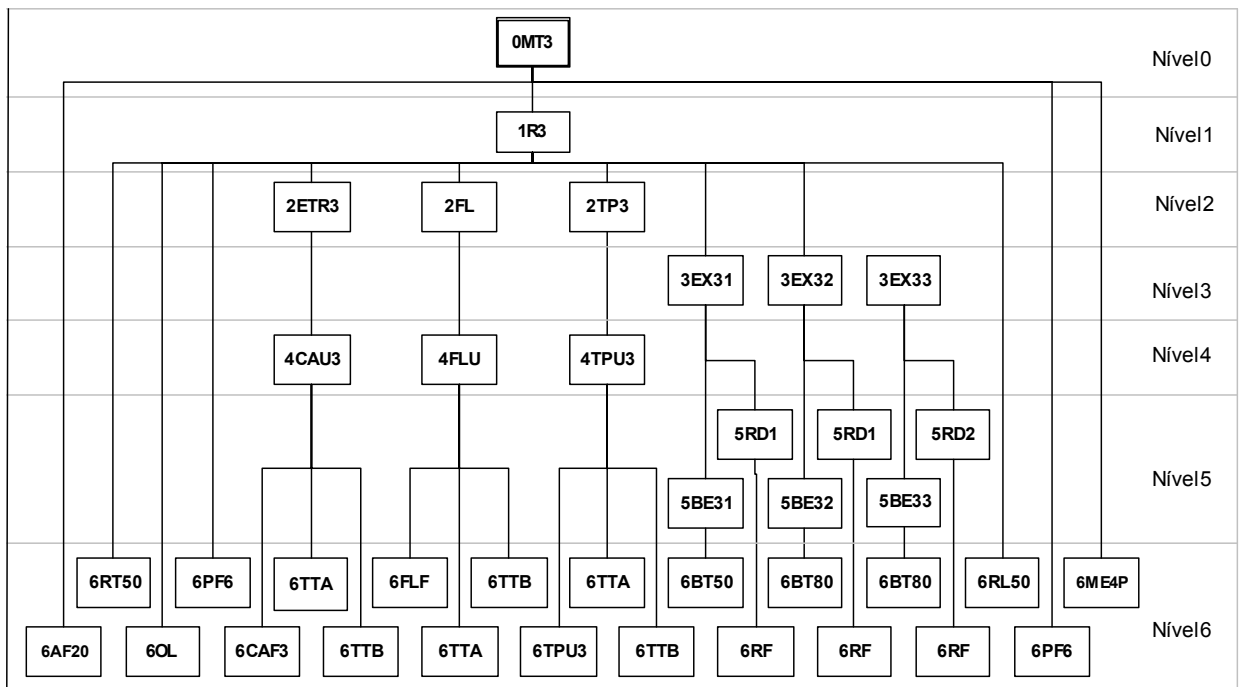 0MT3
Nível0
1R3
Nível1
2ETR3
2FL
2TP3
Nível2
3EX31
3EX32
3EX33
Nível3
4CAU3
4FLU
4TPU3
Nível4
5RD1
5RD1
5RD2
Nível5
5BE31
5BE32
5BE33
6RT50
6PF6
6TTA
6FLF
6TTB
6TTA
6BT50
6BT80
6BT80
6RL50
6ME4P
Nível6
6AF20
6OL
6CAF3
6TTB
6TTA
6TPU3
6TTB
6RF
6RF
6RF
6PF6